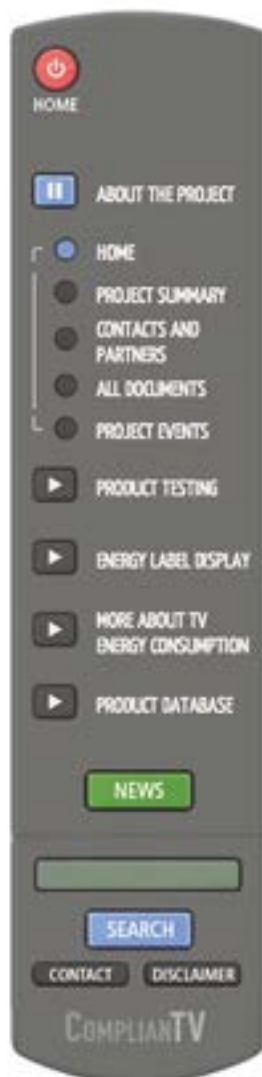 HOME
ABOUT THE PROJECT
HOME
PROJECT SUMMARY
CONTACTS AND
PARTNERS
ALL DOCUMENTS
PROJECT EVENTS
PRODUCT TESTING
ENERGY LABEL DISPLAY
MORE ABOUT TV
ENERGY CONSUMPTION
PRODUCT DATABASE
NEWS
SEARCH
CONTACT DISCLAIMER
COMPLIANTV